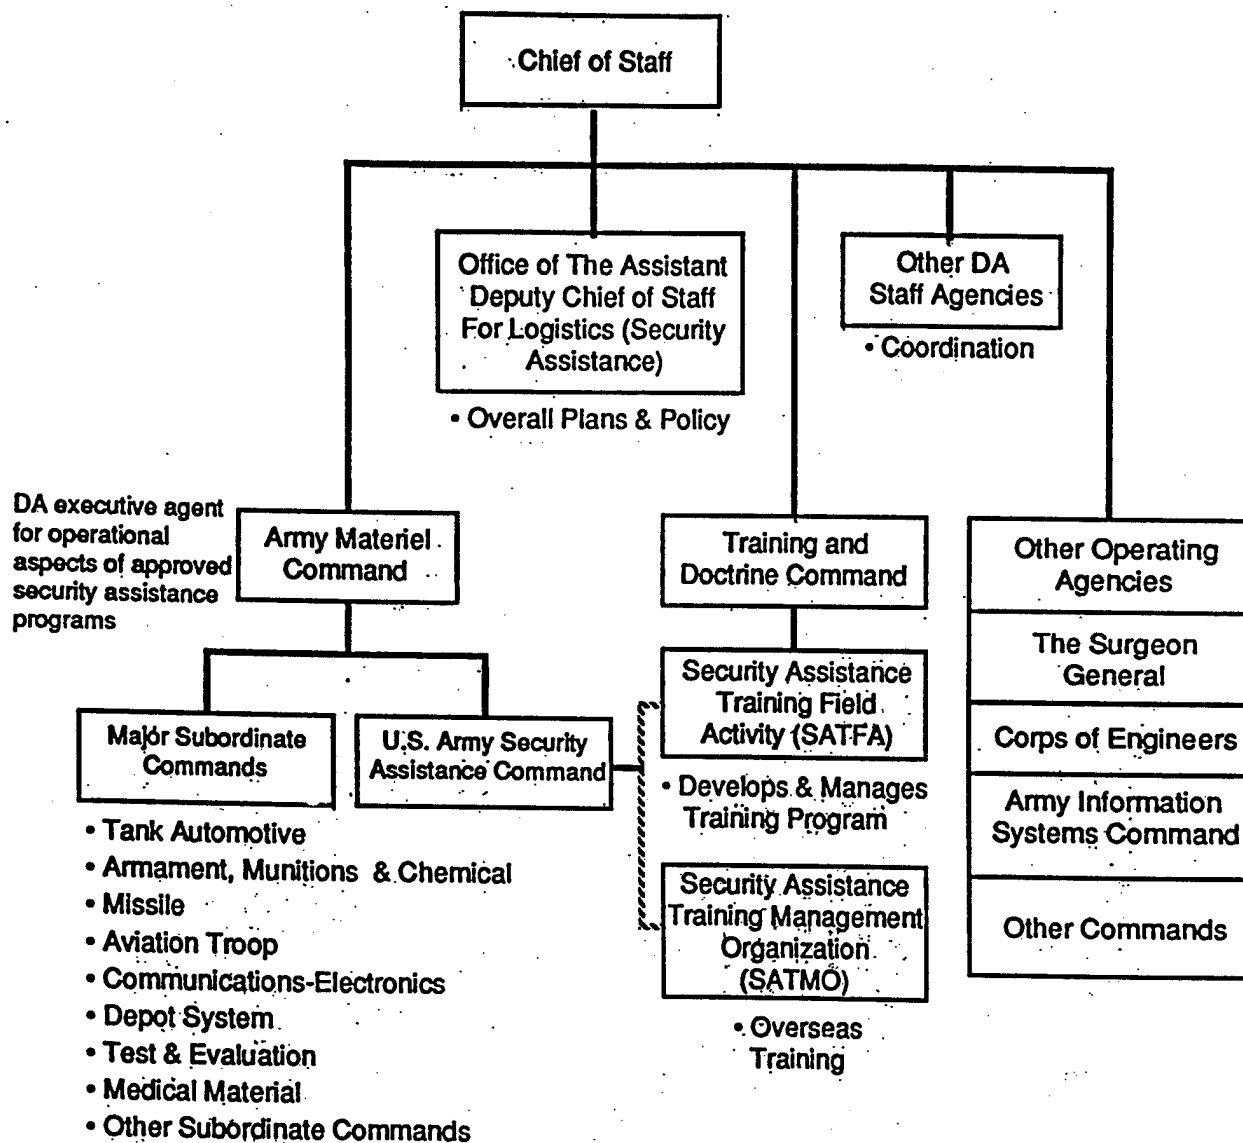 Chief of Staff
Office of The Assistant
Deputy Chief of Staff
For Logistics (Security
Assistance)
• Overall Plans & Policy
Other DA
Staff Agencies
• Coordination
DA executive agent
for operational
aspects of approved
security assistance
programs
Army Materiel
Command
Training and
Doctrine Command
Other Operating
Agencies
The Surgeon
General
Corps of Engineers
Army Information
Systems Command
Other Commands
Major Subordinate
Commands
U.S. Army Security
Assistance Command
Security Assistance
Training Field
Activity (SATFA)
• Develops & Manages
Training Program
Security Assistance
Training Management
Organization
(SATMO)
• Overseas
Training
• Tank Automotive
• Armament, Munitions & Chemical
• Missile
• Aviation Troop
• Communications-Electronics
• Depot System
• Test & Evaluation
• Medical Material
• Other Subordinate Commands